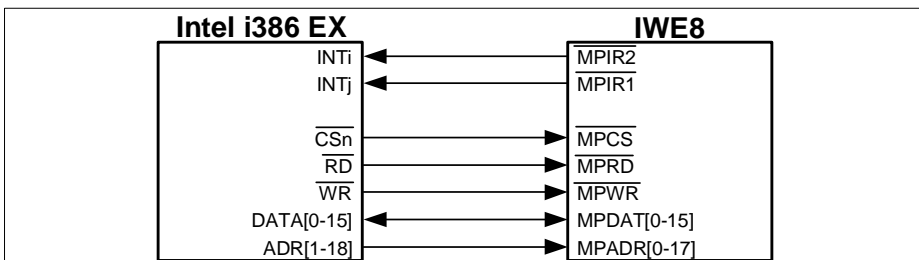 Intel i386 EX IWE8
INTi MPIR2
INTj MPIR1
CSn MPCS
RD MPRD
WR MPWR
DATA[0-15] MPDAT[0-15]
ADR[1-18] MPADR[0-17]